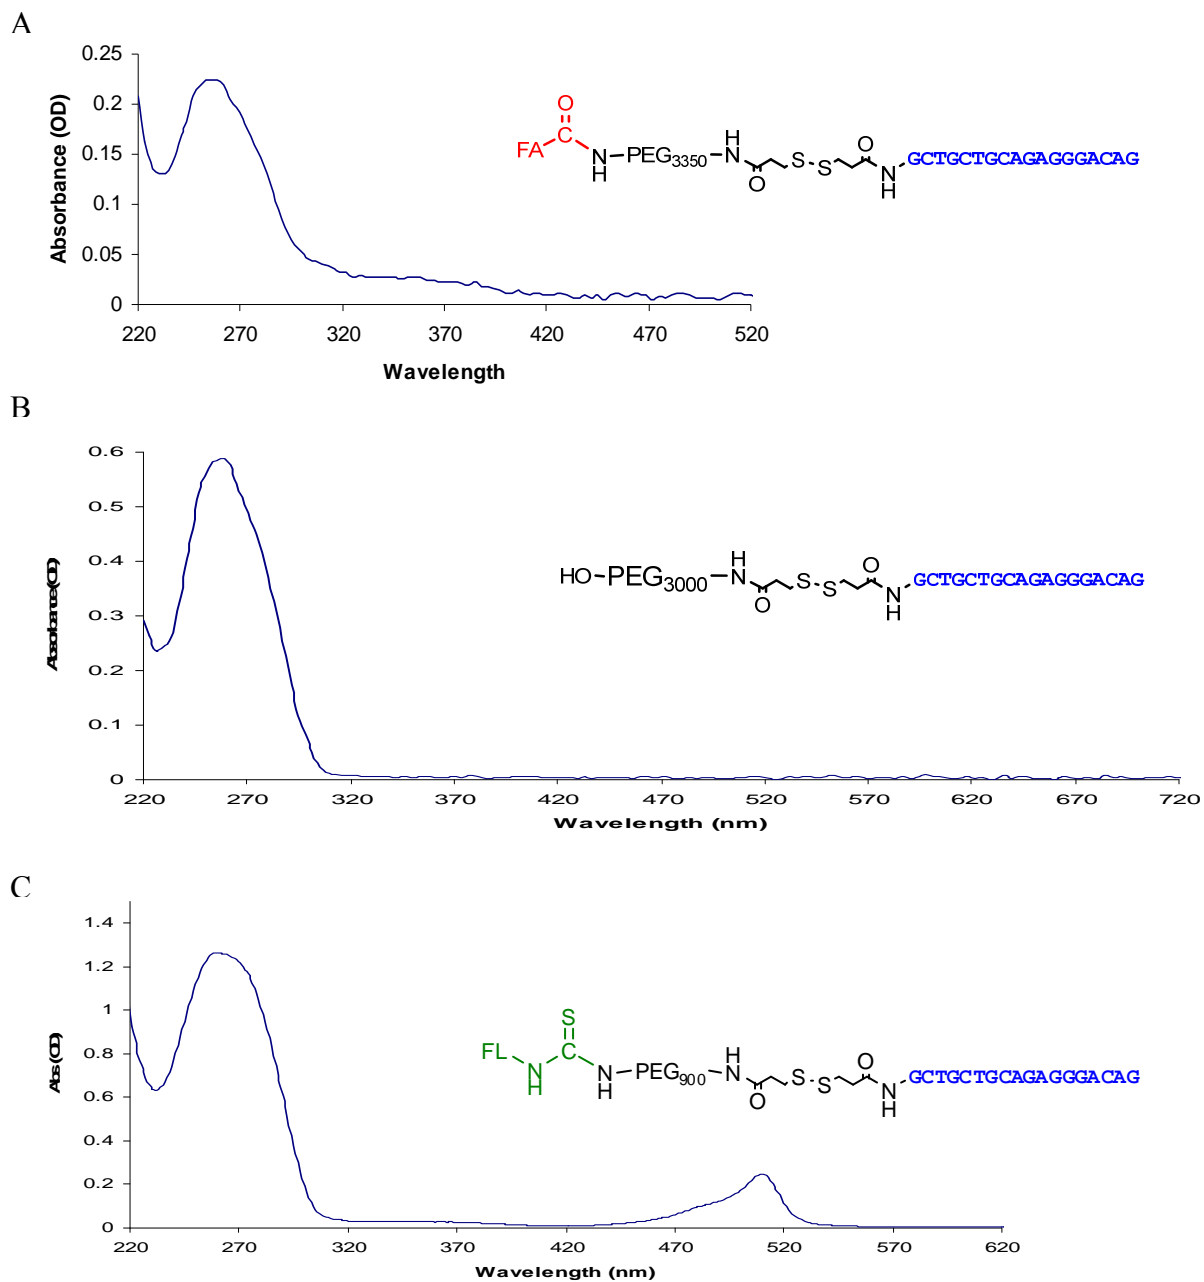 A
0.25
0.2
0.15
0.1
0.05
0
Absorbance (OD)
220 270 320 370 420 470 520
Wavelength
O
FA C N H PEG3350 H N O S S O N H GCTGCTGCAGAGGGACAG
B
0.6
0.5
0.4
0.3
0.2
0.1
0
Absorbance(OD)
220 270 320 370 420 470 520 570 620 670 720
Wavelength (nm)
HO PEG3000 H N O S S O N H GCTGCTGCAGAGGGACAG
C
1.4
1.2
1
0.8
0.6
0.4
0.2
0
Abs(OD)
220 270 320 370 420 470 520 570 620
Wavelength (nm)
S
FL N H C N H PEG900 H N O S S O N H GCTGCTGCAGAGGGACAG